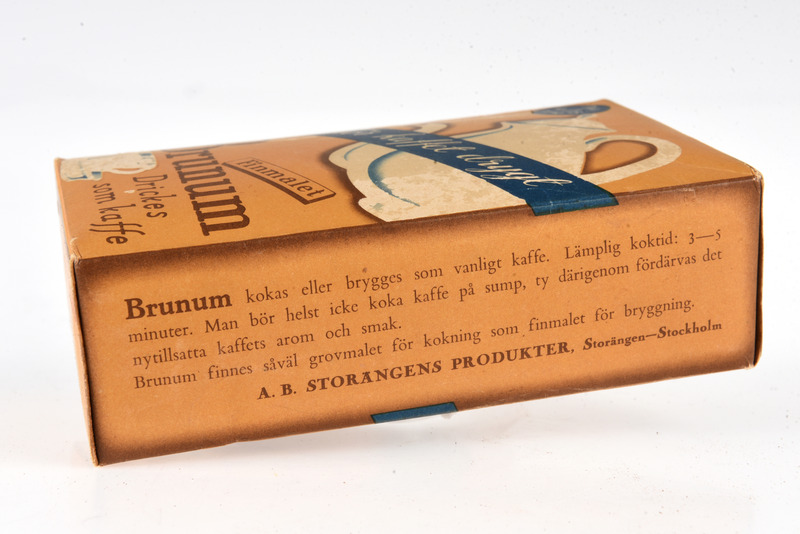 Brunum
finmalet
Drickes
som kaffe
kaffet drygt
Brunum kokas eller brygges som vanligt kaffe. Lämplig koktid: 3—5
minuter. Man bör helst icke koka kaffe på sump, ty därigenom fördärvas det
nytillsatta kaffets arom och smak.
Brunum finnes såväl grovmalet för kokning som finmalet för bryggning.
A. B. STORÄNGENS PRODUKTER, Storängen—Stockholm